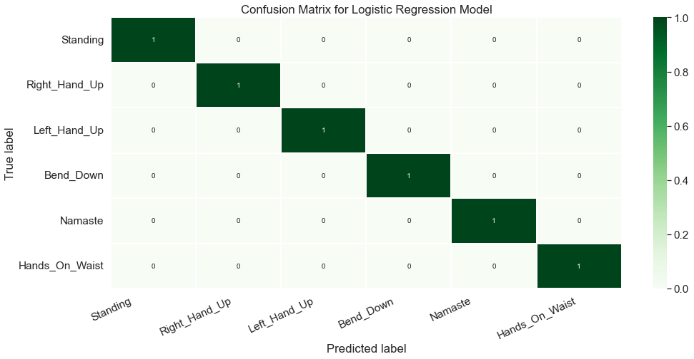 Confusion Matrix for Logistic Regression Model
True label
Standing 1 0 0 0 0 0
Right_Hand_Up 0 1 0 0 0 0
Left_Hand_Up 0 0 1 0 0 0
Bend_Down 0 0 0 1 0 0
Namaste 0 0 0 0 1 0
Hands_On_Waist 0 0 0 0 0 1
Standing Right_Hand_Up Left_Hand_Up Bend_Down Namaste Hands_On_Waist
Predicted label
1.0
0.8
0.6
0.4
0.2
0.0